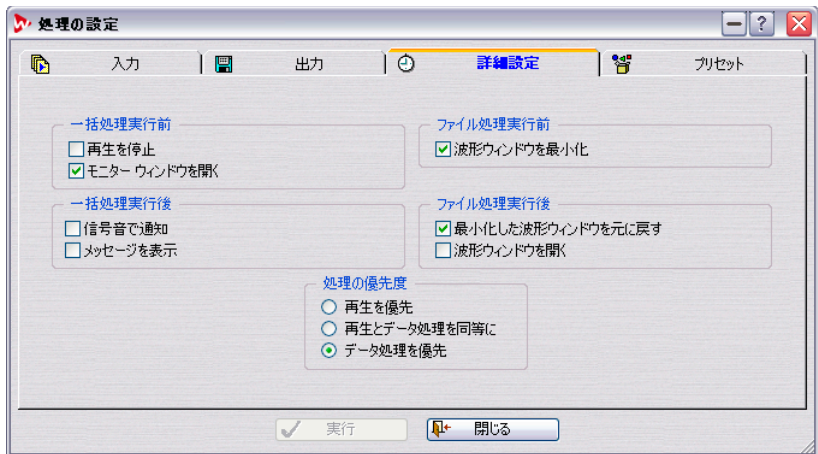 処理の設定
入力
出力
詳細設定
プリセット
一括処理実行前
再生を停止
モニター ウィンドウを開く
ファイル処理実行前
波形ウィンドウを最小化
一括処理実行後
信号音で通知
メッセージを表示
ファイル処理実行後
最小化した波形ウィンドウを元に戻す
波形ウィンドウを開く
処理の優先度
再生を優先
再生とデータ処理を同等に
データ処理を優先
実行
閉じる